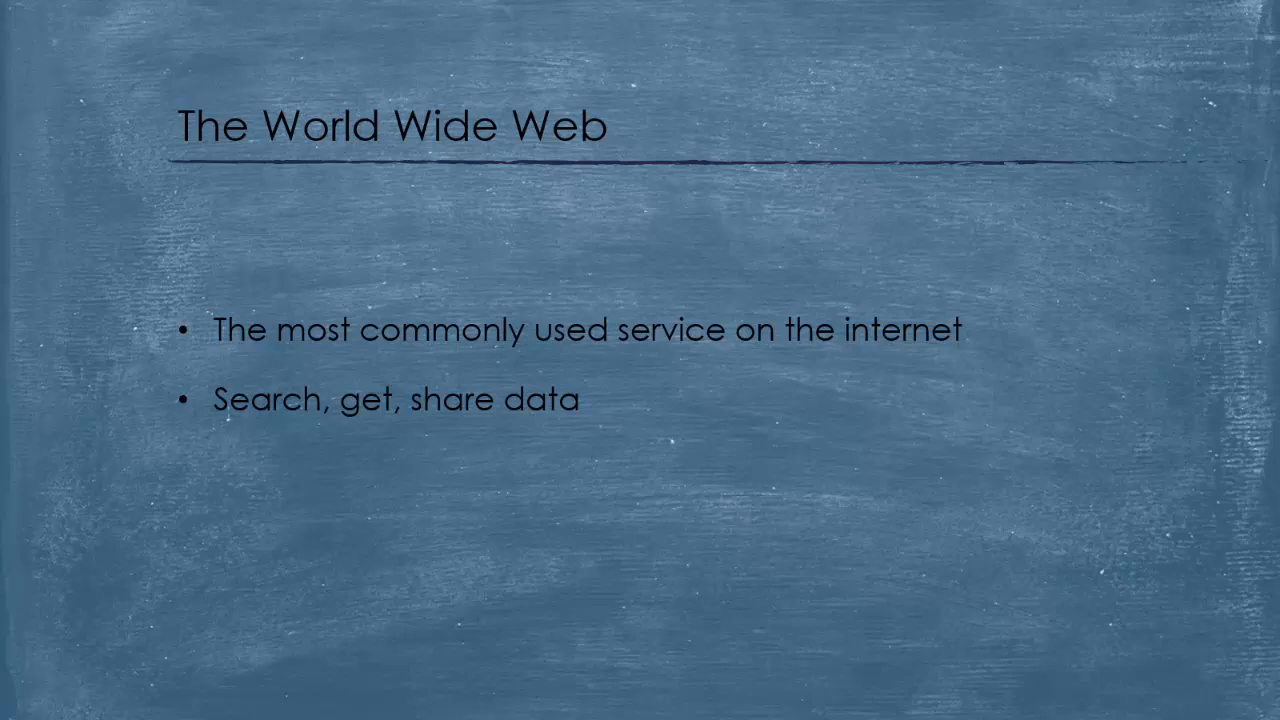 The World Wide Web
• The most commonly used service on the internet
• Search, get, share data